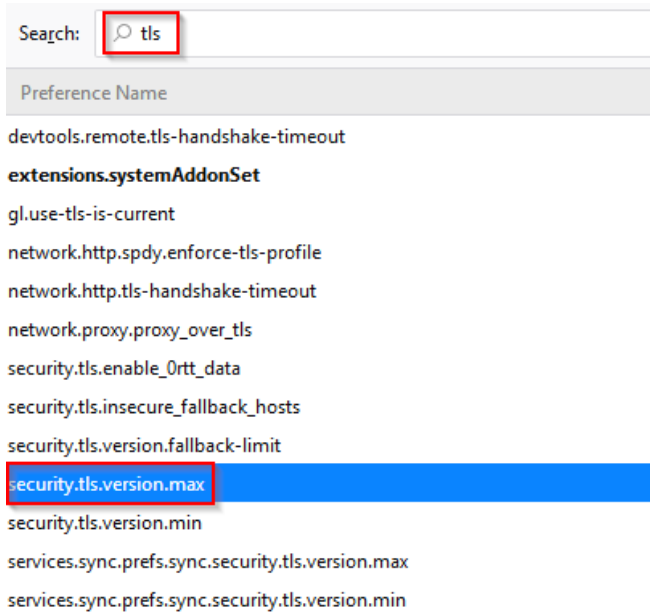 Search: tls
Preference Name
devtools.remote.tls-handshake-timeout
extensions.systemAddonSet
gl.use-tls-is-current
network.http.spdy.enforce-tls-profile
network.http.tls-handshake-timeout
network.proxy.proxy_over_tls
security.tls.enable_0rtt_data
security.tls.insecure_fallback_hosts
security.tls.version.fallback-limit
security.tls.version.max
security.tls.version.min
services.sync.prefs.sync.security.tls.version.max
services.sync.prefs.sync.security.tls.version.min